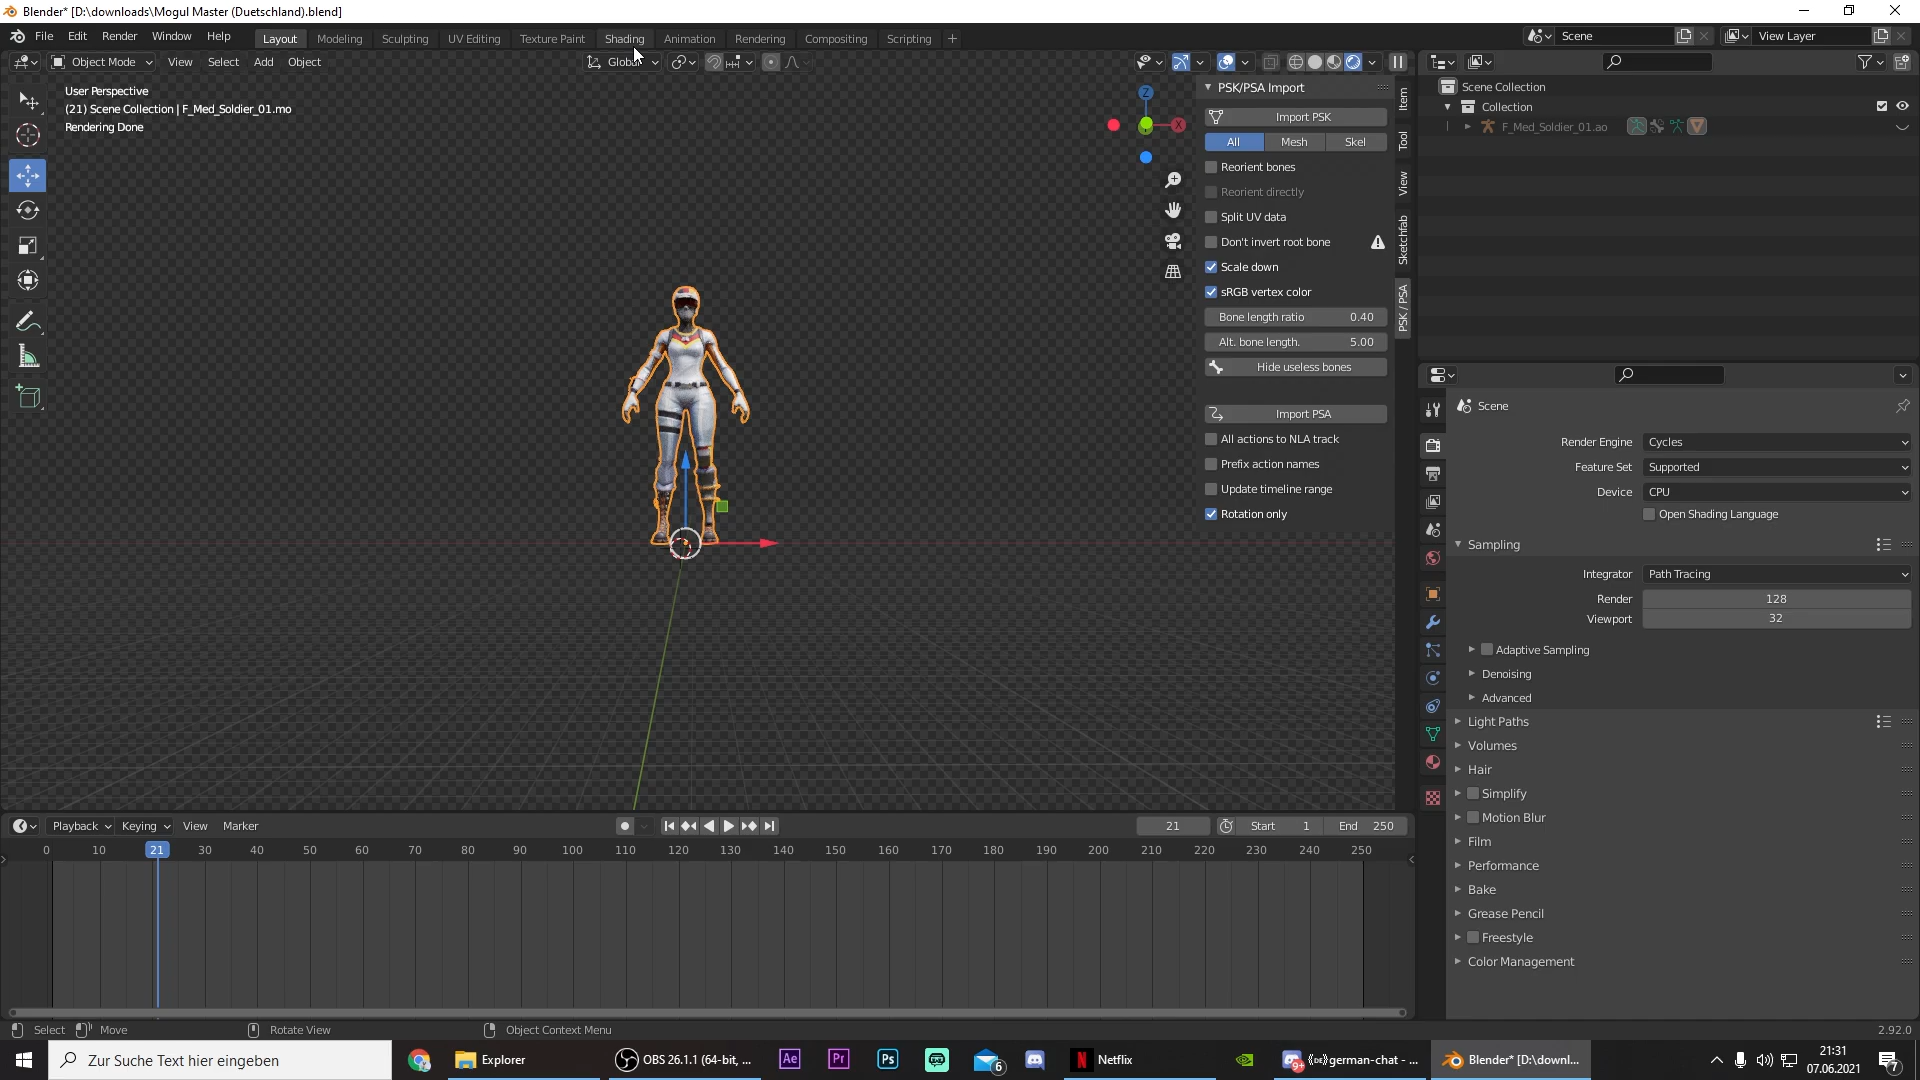 Blender* [D:\downloads\Mogul Master (Duetschland).blend]
File Edit Render Window Help
Layout Modeling Sculpting UV Editing Texture Paint Shading Animation Rendering Compositing Scripting
Scene
View Layer
Object Mode View Select Add Object
Global
User Perspective
(21) Scene Collection | F_Med_Soldier_01.mo
Rendering Done
Z
X
PSK/PSA Import
Import PSK
All Mesh Skel
Reorient bones
Reorient directly
Split UV data
Don't invert root bone
Scale down
sRGB vertex color
Bone length ratio 0.40
Alt. bone length. 5.00
Hide useless bones
Import PSA
All actions to NLA track
Prefix action names
Update timeline range
Rotation only
Item
Tool
View
Sketchfab
PSK / PSA
Scene Collection
Collection
F_Med_Soldier_01.ao
Scene
Render Engine Cycles
Feature Set Supported
Device CPU
Open Shading Language
Sampling
Integrator Path Tracing
Render 128
Viewport 32
Adaptive Sampling
Denoising
Advanced
Light Paths
Volumes
Hair
Simplify
Motion Blur
Film
Performance
Bake
Grease Pencil
Freestyle
Color Management
Playback Keying View Marker
21 Start 1 End 250
0 10 21 30 40 50 60 70 80 90 100 110 120 130 140 150 160 170 180 190 200 210 220 230 240 250
Select Move Rotate View Object Context Menu 2.92.0
Zur Suche Text hier eingeben
Explorer
OBS 26.1.1 (64-bit, ...
Ae
Pr
Ps
6
N Netflix
9+
«DE»german-chat - ...
Blender* [D:\downl...
21:31
07.06.2021
7